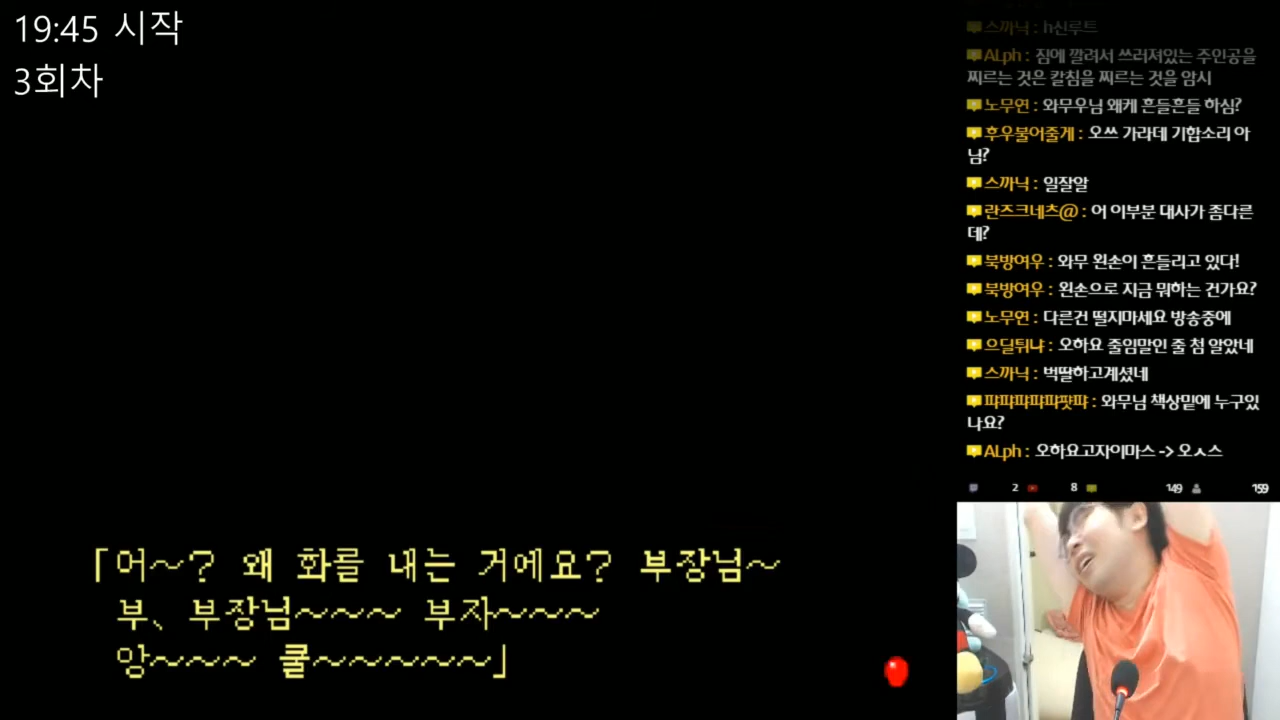 19:45 시작
3회차
스까닉 : h신루트
ALph : 짐에 깔려서 쓰러져있는 주인공을
찌르는 것은 칼침을 찌르는 것을 암시
노무연 : 와무우님 왜케 흔들흔들 하심?
후우불어줄게 : 오쓰 가라데 기합소리 아
님?
스까닉 : 일잘알
란즈크네츠@ : 어 이부분 대사가 좀다른
데?
북방여우 : 와무 왼손이 흔들리고 있다!
북방여우 : 왼손으로 지금 뭐하는 건가요?
노무연 : 다른건 떨지마세요 방송중에
으딜튀냐 : 오하요 줄임말인 줄 첨 알았네
스까닉 : 벅딸하고계셨네
퍄퍄퍄퍄퍄팟퍄 : 와무님 책상밑에 누구있
나요?
ALph : 오하요고자이마스 -> 오ㅅ스
2 8 149 159
「어~? 왜 화를 내는 거에요? 부장님~
부、부장님~~~ 부자~~~
앙~~~ 쿨~~~~~」